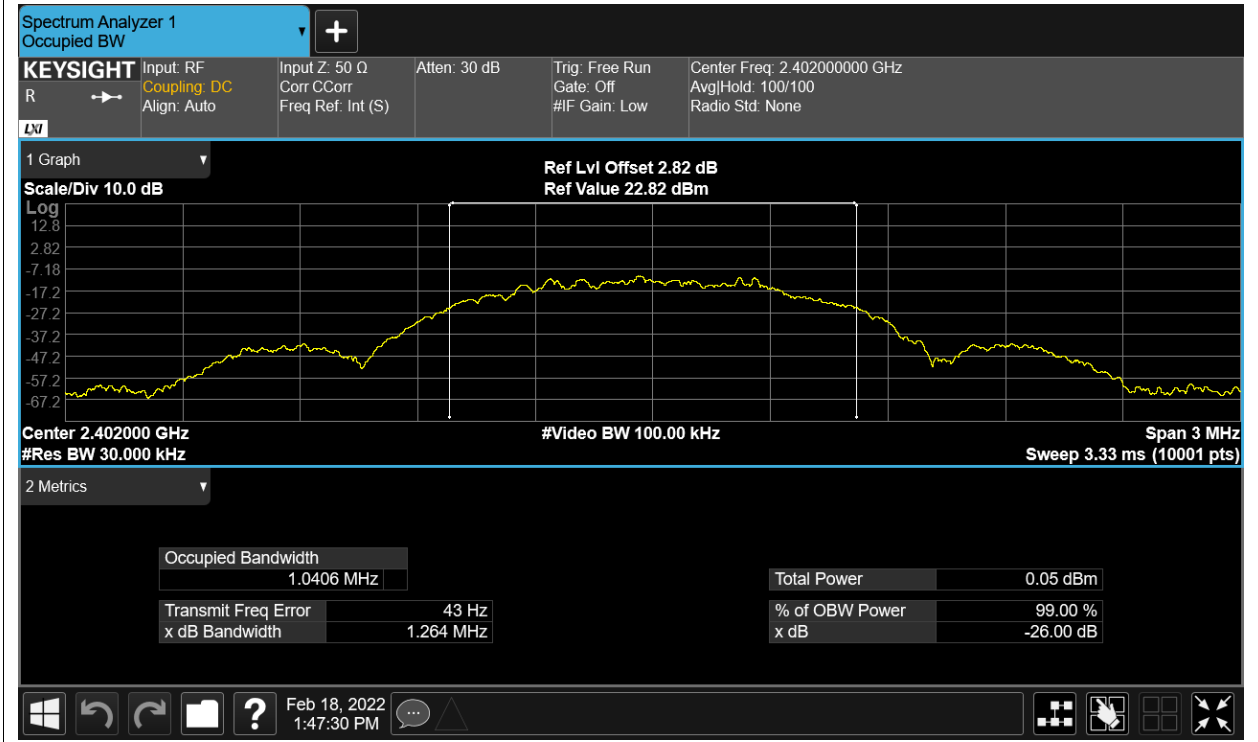 Spectrum Analyzer 1
Occupied BW
KEYSIGHT Input: RF Input Z: 50 Ω Atten: 30 dB Trig: Free Run Center Freq: 2.402000000 GHz
R Coupling: DC Corr CCorr Gate: Off Avg|Hold: 100/100
Align: Auto Freq Ref: Int (S) #IF Gain: Low Radio Std: None
LXI
1 Graph
Ref Lvl Offset 2.82 dB
Scale/Div 10.0 dB Ref Value 22.82 dBm
Log
12.8
2.82
-7.18
-17.2
-27.2
-37.2
-47.2
-57.2
-67.2
Center 2.402000 GHz #Video BW 100.00 kHz Span 3 MHz
#Res BW 30.000 kHz Sweep 3.33 ms (10001 pts)
2 Metrics
Occupied Bandwidth
1.0406 MHz Total Power 0.05 dBm
Transmit Freq Error 43 Hz % of OBW Power 99.00 %
x dB Bandwidth 1.264 MHz x dB -26.00 dB
Feb 18, 2022
1:47:30 PM